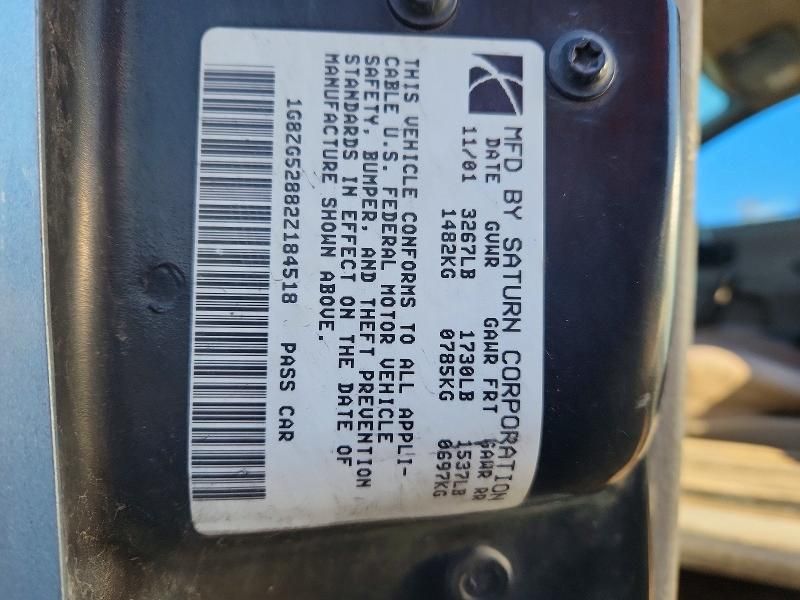 MFD BY SATURN CORPORATION
DATE GVWR GAWR FRT GAWR RR
11/01 3267LB 1730LB 1537LB
1482KG 0785KG 0697KG
THIS VEHICLE CONFORMS TO ALL APPLI-
CABLE U.S. FEDERAL MOTOR VEHICLE
SAFETY, BUMPER, AND THEFT PREVENTION
STANDARDS IN EFFECT ON THE DATE OF
MANUFACTURE SHOWN ABOVE.
1G8ZG52882Z184518 PASS CAR